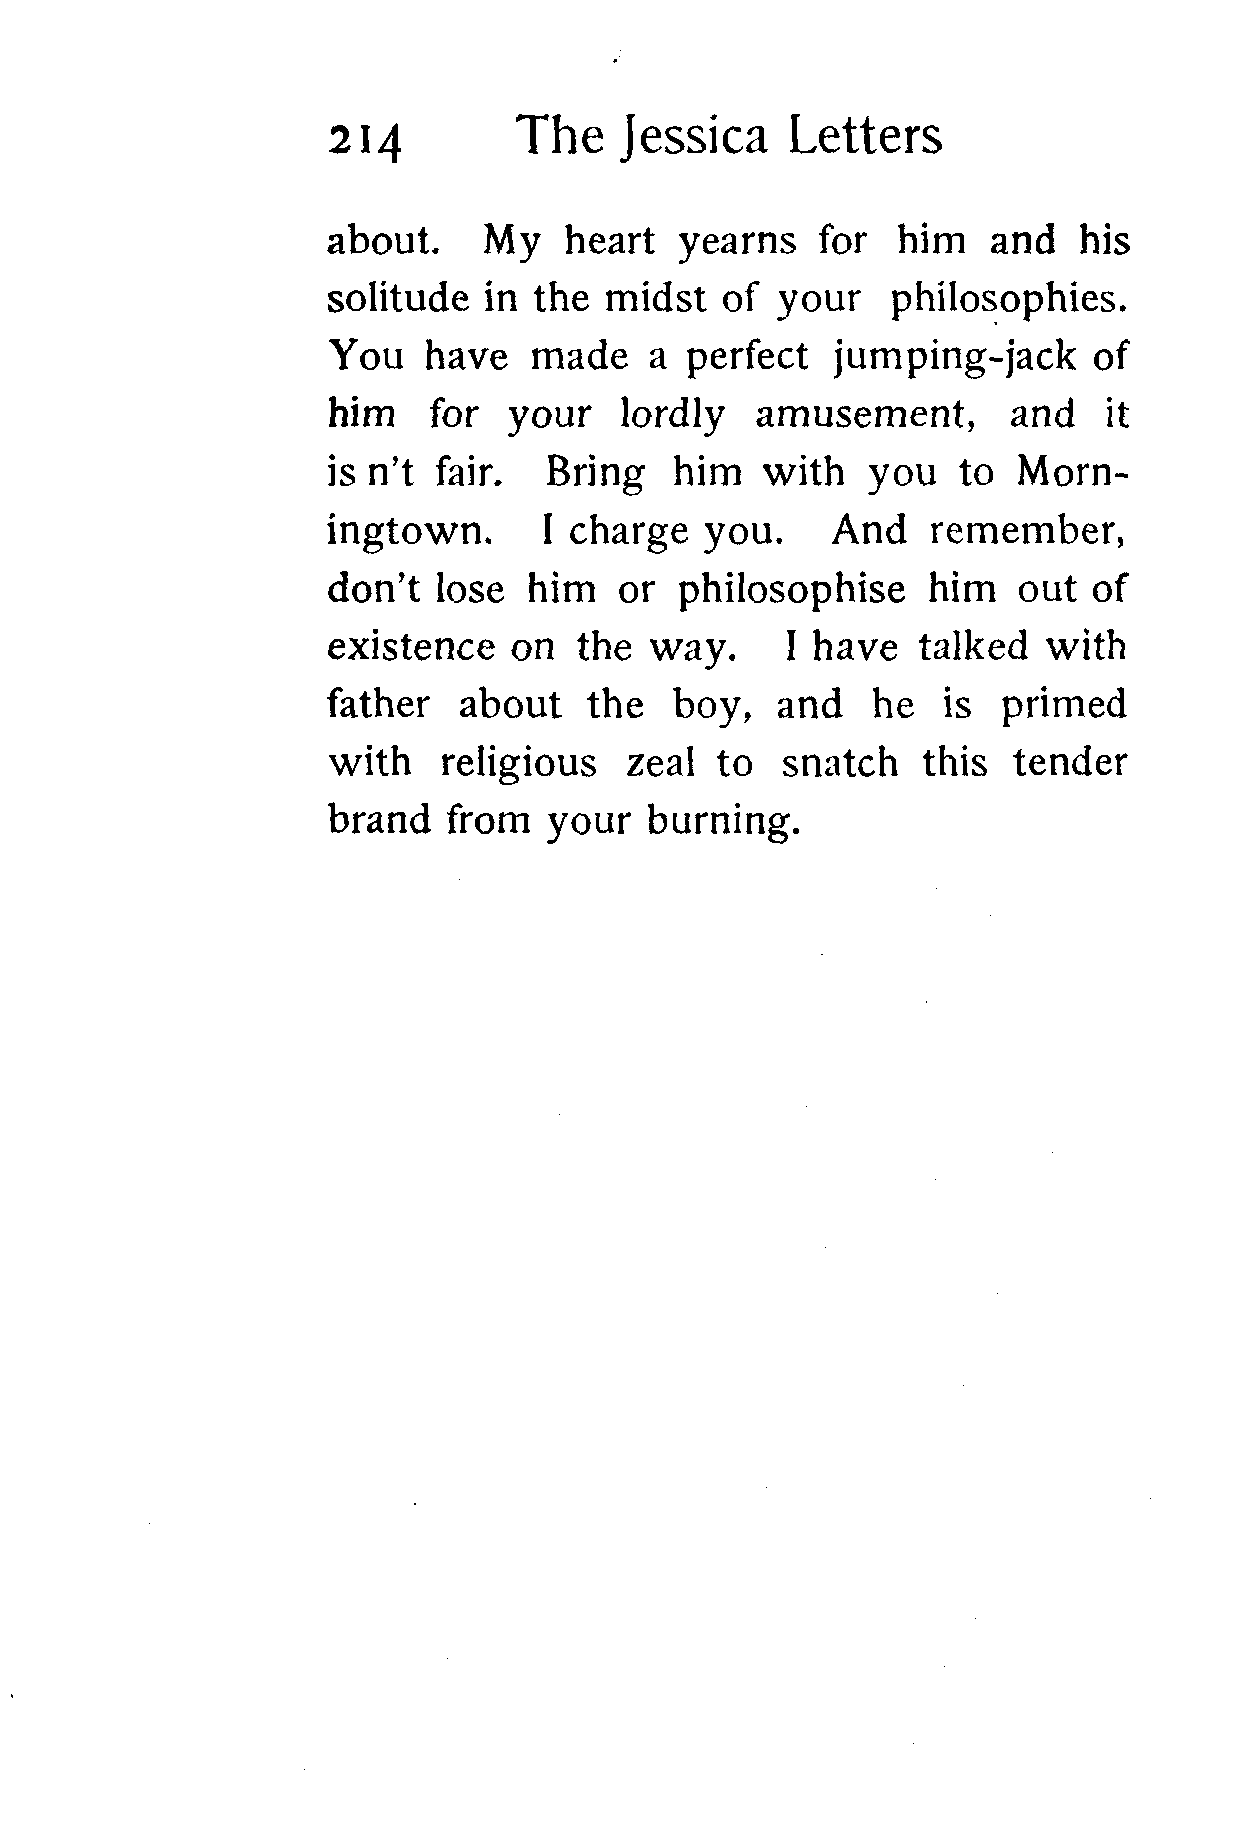 214 The Jessica Letters
about. My heart yearns for him and his
solitude in the midst of your philosophies.
You have made a perfect jumping-jack of
him for your lordly amusement, and it
is n't fair. Bring him with you to Morn-
ingtown. I charge you. And remember,
don't lose him or philosophise him out of
existence on the way. I have talked with
father about the boy, and he is primed
with religious zeal to snatch this tender
brand from your burning.